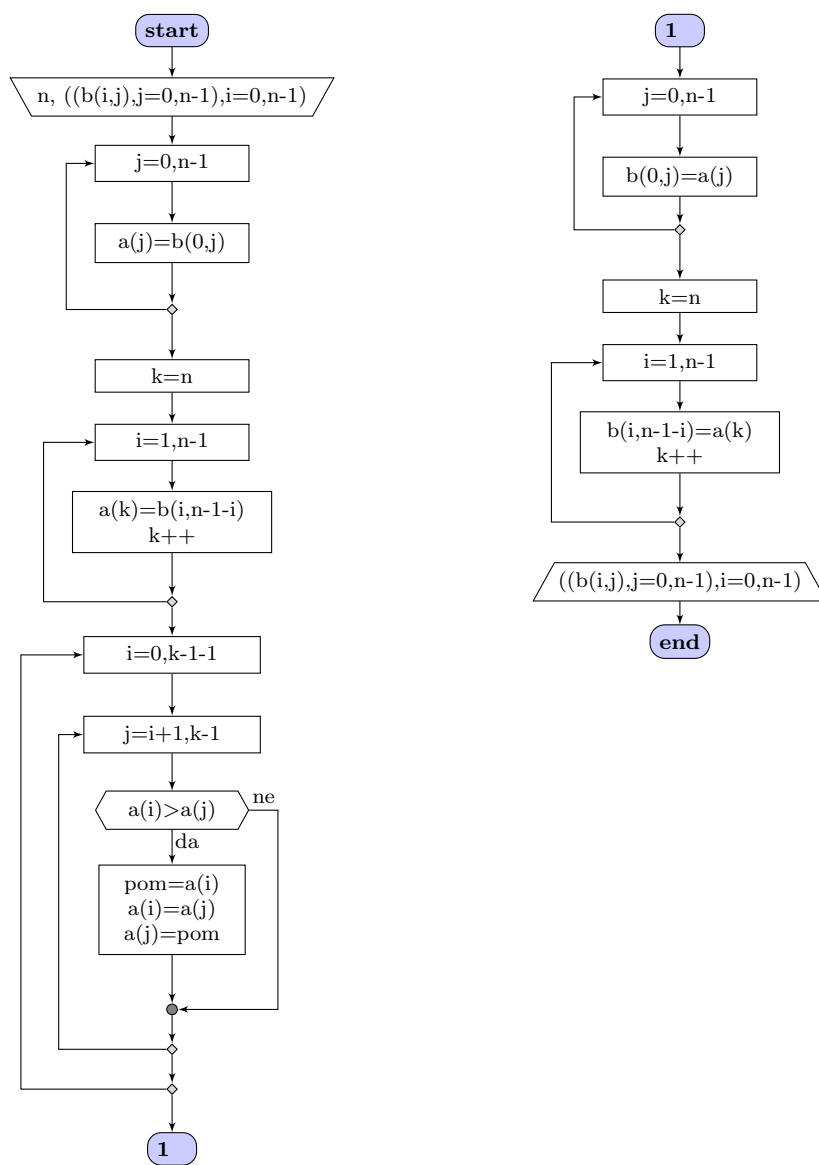 start
n, ((b(i,j),j=0,n-1),i=0,n-1)
j=0,n-1
a(j)=b(0,j)
k=n
i=1,n-1
a(k)=b(i,n-1-i)
k++
i=0,k-1-1
j=i+1,k-1
a(i)>a(j)
ne
da
pom=a(i)
a(i)=a(j)
a(j)=pom
1
1
j=0,n-1
b(0,j)=a(j)
k=n
i=1,n-1
b(i,n-1-i)=a(k)
k++
((b(i,j),j=0,n-1),i=0,n-1)
end